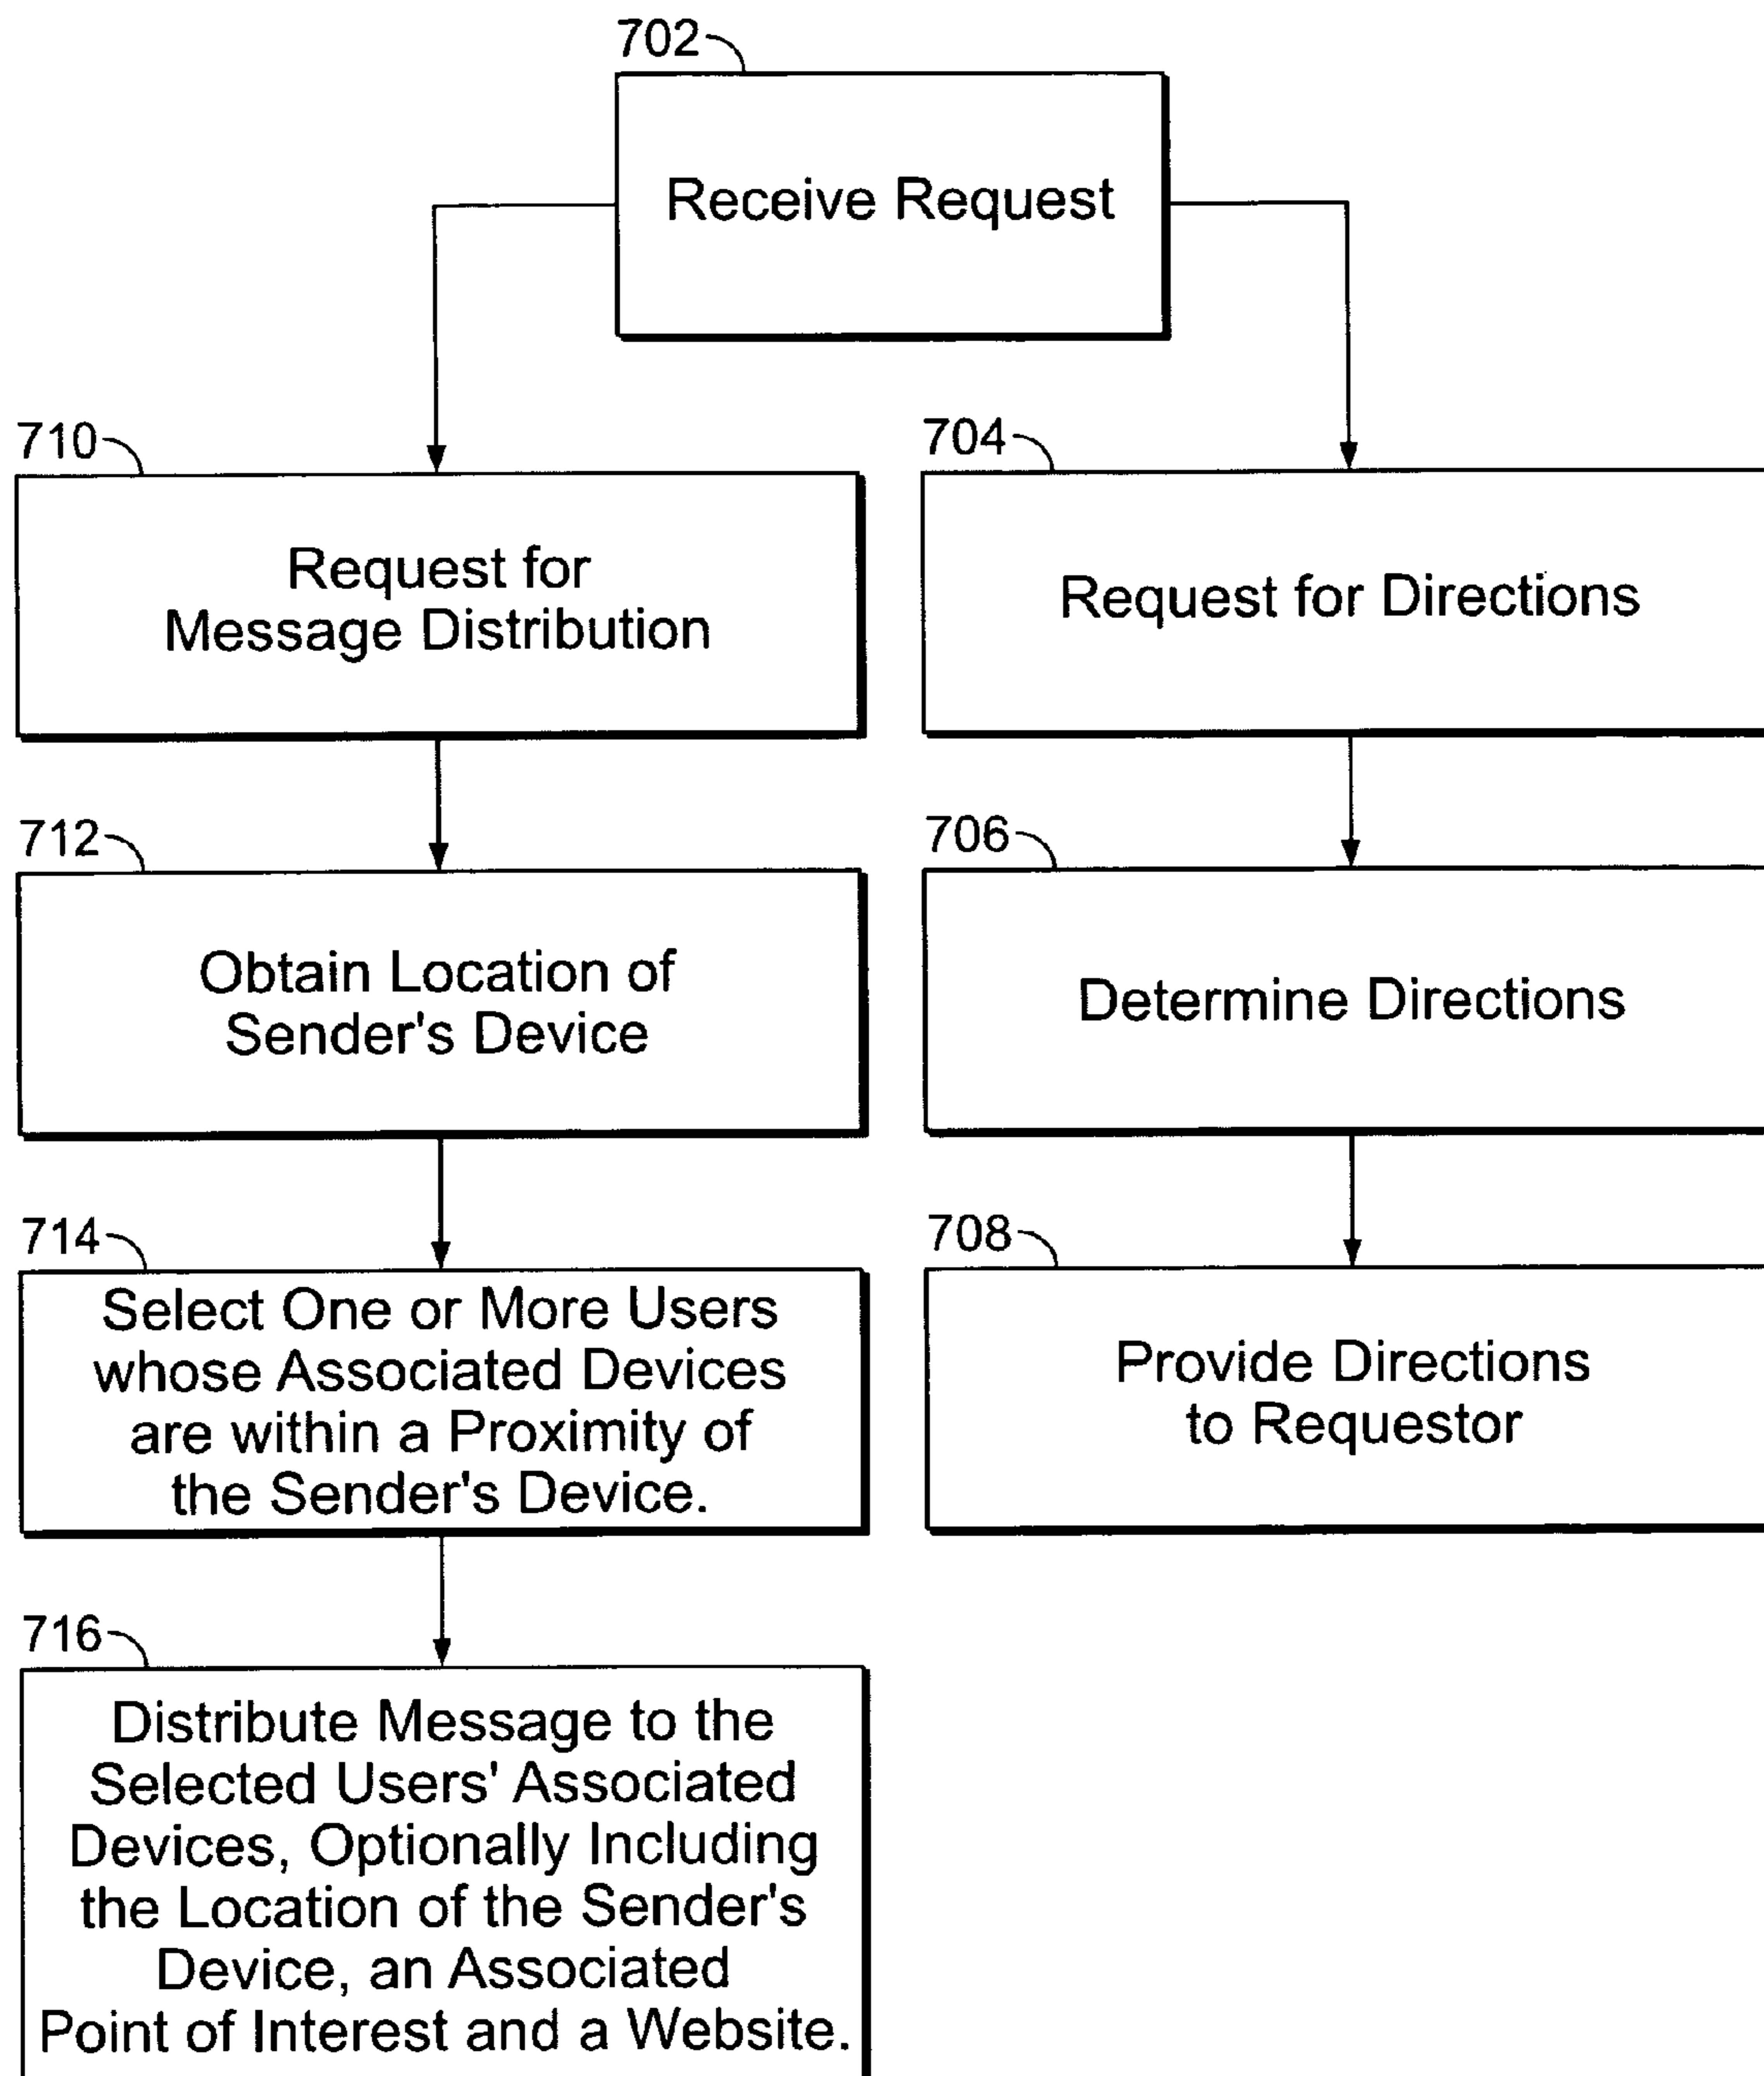 702
Receive Request
710
Request for
Message Distribution
704
Request for Directions
712
Obtain Location of
Sender's Device
706
Determine Directions
714
Select One or More Users
whose Associated Devices
are within a Proximity of
the Sender's Device.
708
Provide Directions
to Requestor
716
Distribute Message to the
Selected Users' Associated
Devices, Optionally Including
the Location of the Sender's
Device, an Associated
Point of Interest and a Website.